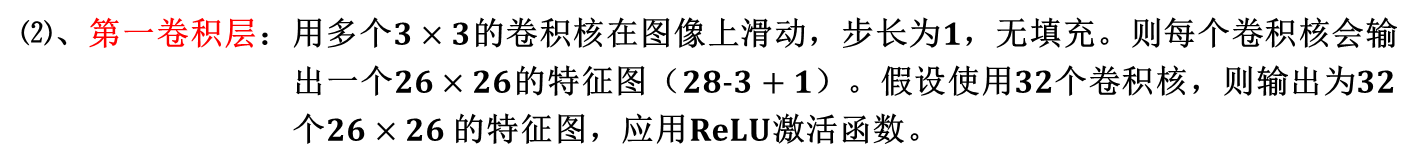 ⑵、第一卷积层：用多个3 × 3的卷积核在图像上滑动，步长为1，无填充。则每个卷积核会输
出一个26 × 26的特征图（28-3 + 1）。假设使用32个卷积核，则输出为32
个26 × 26 的特征图，应用ReLU激活函数。